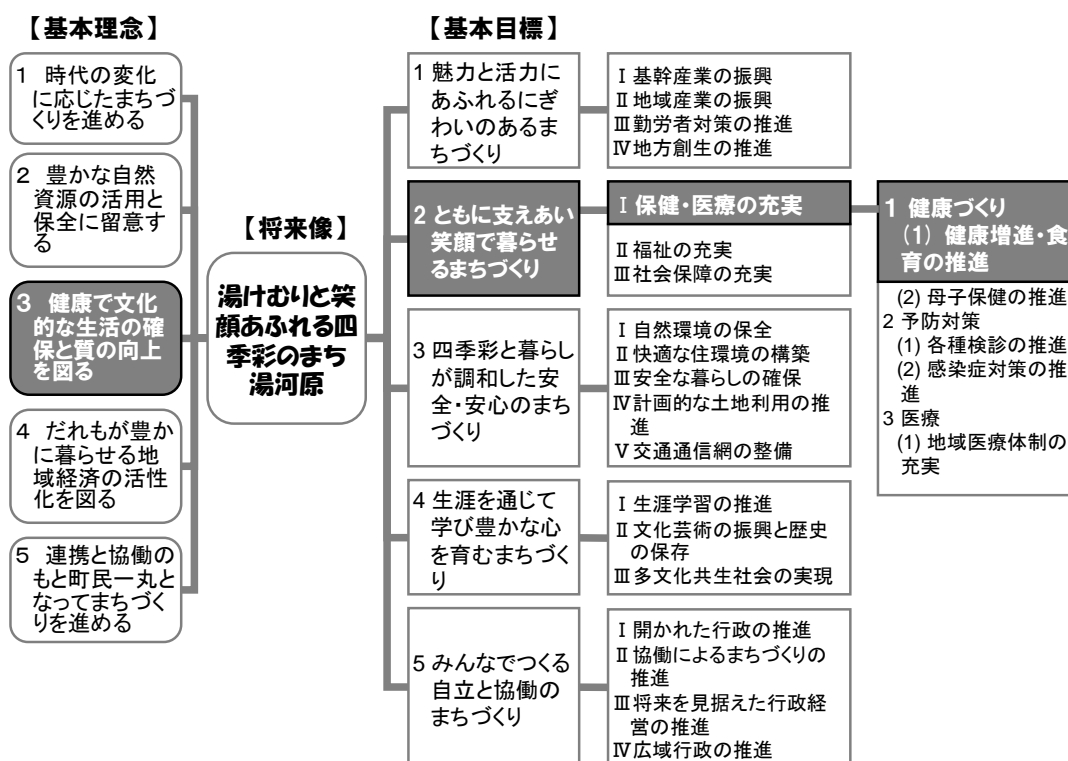 【基本理念】
1 時代の変化
に応じたまちづ
くりを進める
2 豊かな自然
資源の活用と
保全に留意す
る
3 健康で文化
的な生活の確
保と質の向上
を図る
4 だれもが豊か
に暮らせる地
域経済の活性
化を図る
5 連携と協働の
もと町民一丸と
なってまちづく
りを進める
【将来像】
湯けむりと笑
顔あふれる四
季彩のまち
湯河原
【基本目標】
1 魅力と活力に
あふれるにぎ
わいのあるま
ちづくり
Ⅰ基幹産業の振興
Ⅱ地域産業の振興
Ⅲ勤労者対策の推進
Ⅳ地方創生の推進
2 ともに支えあい
笑顔で暮らせ
るまちづくり
Ⅰ保健・医療の充実
Ⅱ福祉の充実
Ⅲ社会保障の充実
1 健康づくり
(1) 健康増進・食
育の推進
(2) 母子保健の推進
2 予防対策
(1) 各種検診の推進
(2) 感染症対策の推
進
3 医療
(1) 地域医療体制の
充実
3 四季彩と暮らし
が調和した安
全・安心のまち
づくり
Ⅰ自然環境の保全
Ⅱ快適な住環境の構築
Ⅲ安全な暮らしの確保
Ⅳ計画的な土地利用の推
進
Ⅴ交通通信網の整備
4 生涯を通じて
学び豊かな心
を育むまちづく
り
Ⅰ生涯学習の推進
Ⅱ文化芸術の振興と歴史
の保存
Ⅲ多文化共生社会の実現
5 みんなでつくる
自立と協働の
まちづくり
Ⅰ開かれた行政の推進
Ⅱ協働によるまちづくりの
推進
Ⅲ将来を見据えた行政経
営の推進
Ⅳ広域行政の推進